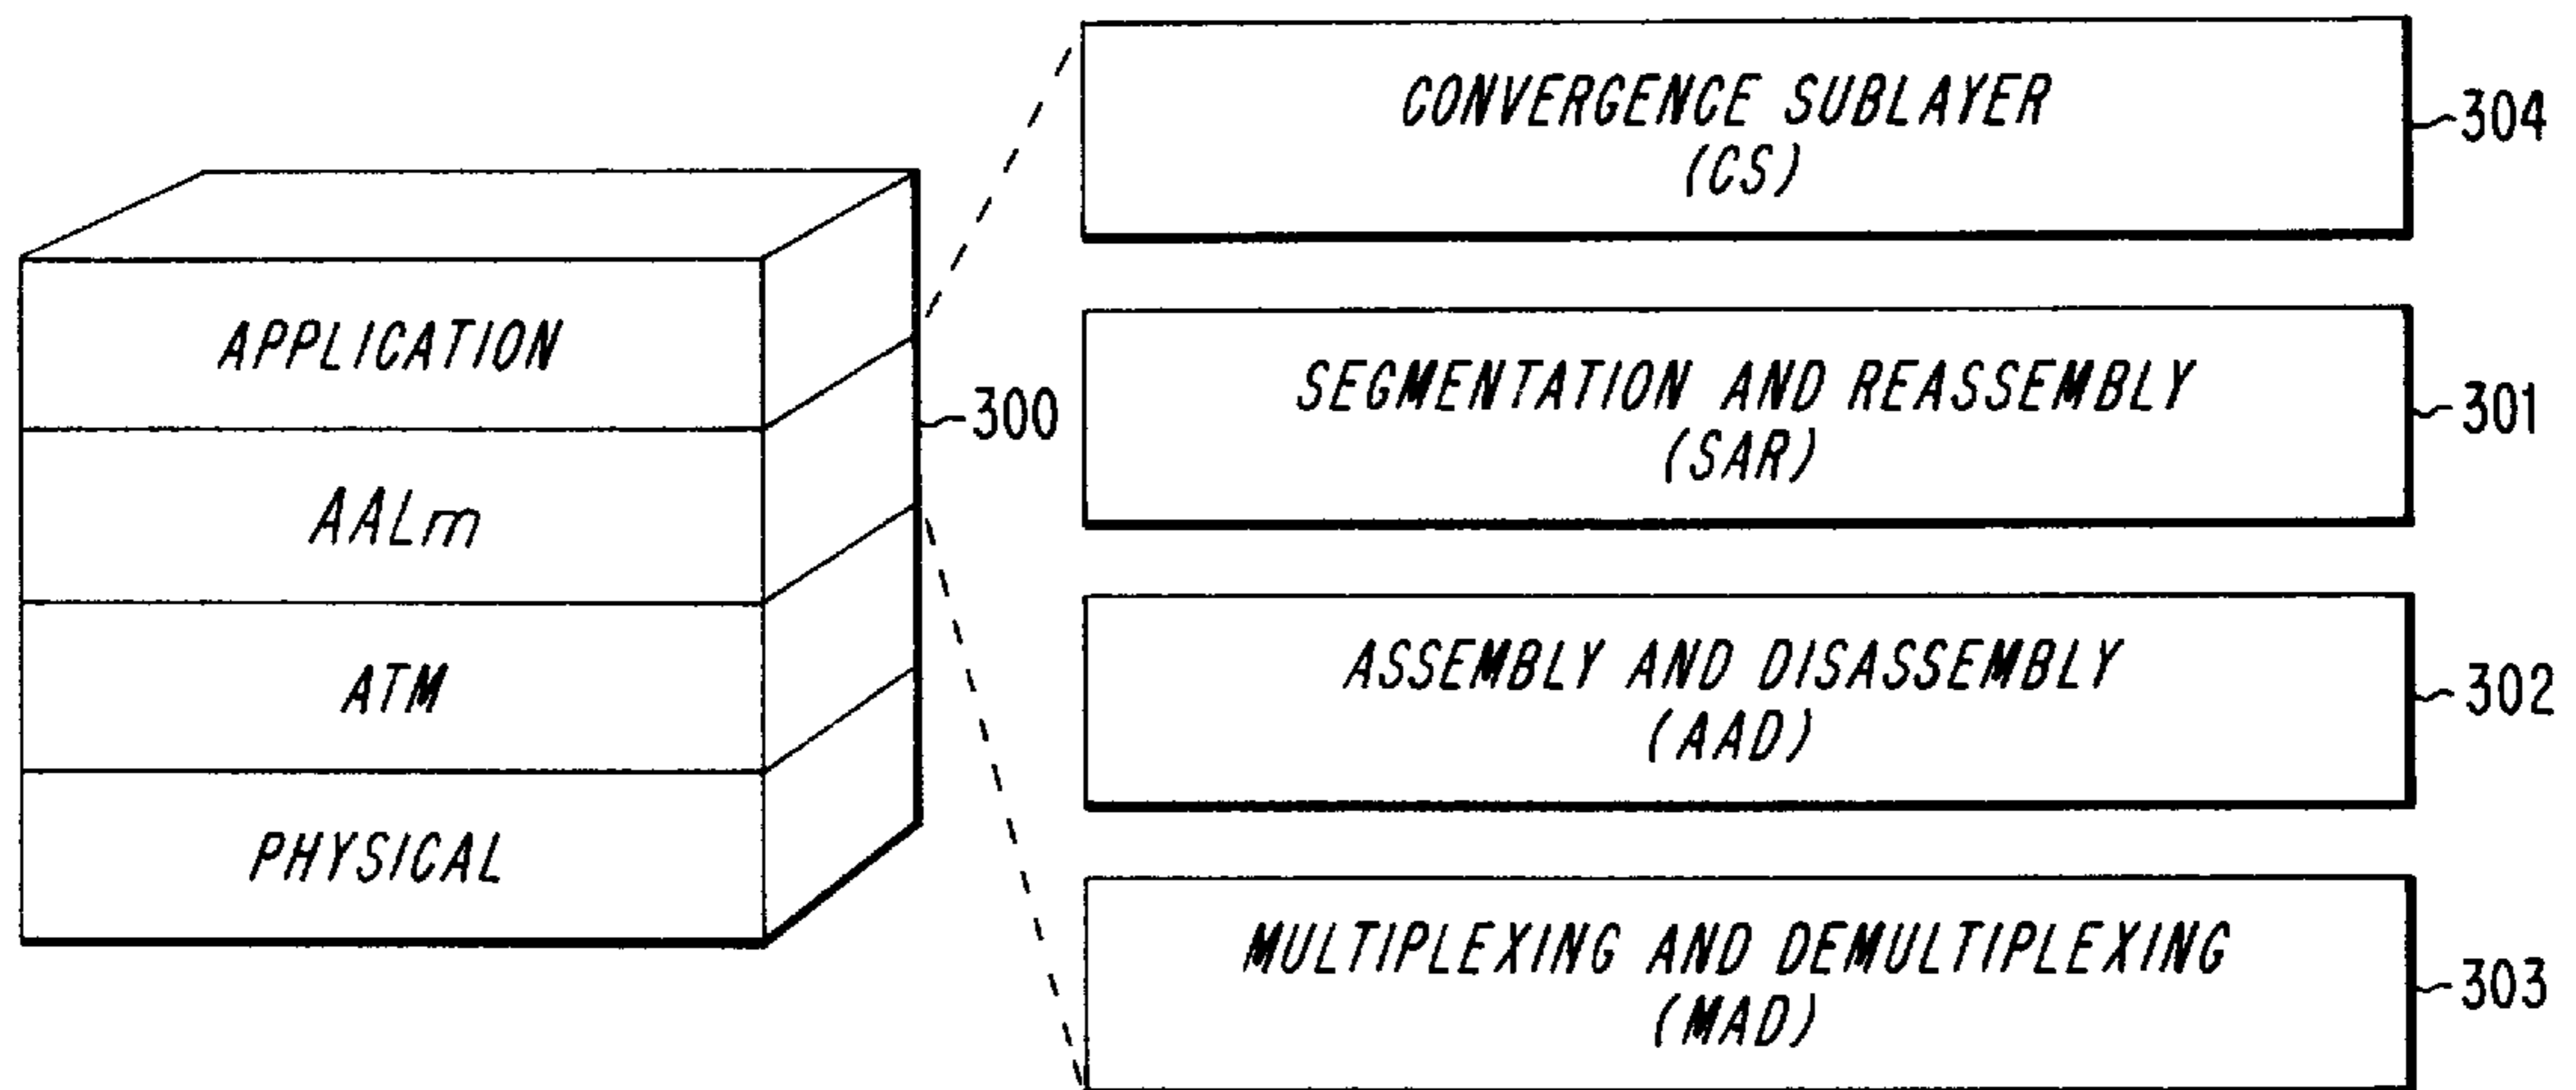 APPLICATION
AALm
ATM
PHYSICAL
300
CONVERGENCE SUBLAYER
(CS)
304
SEGMENTATION AND REASSEMBLY
(SAR)
301
ASSEMBLY AND DISASSEMBLY
(AAD)
302
MULTIPLEXING AND DEMULTIPLEXING
(MAD)
303